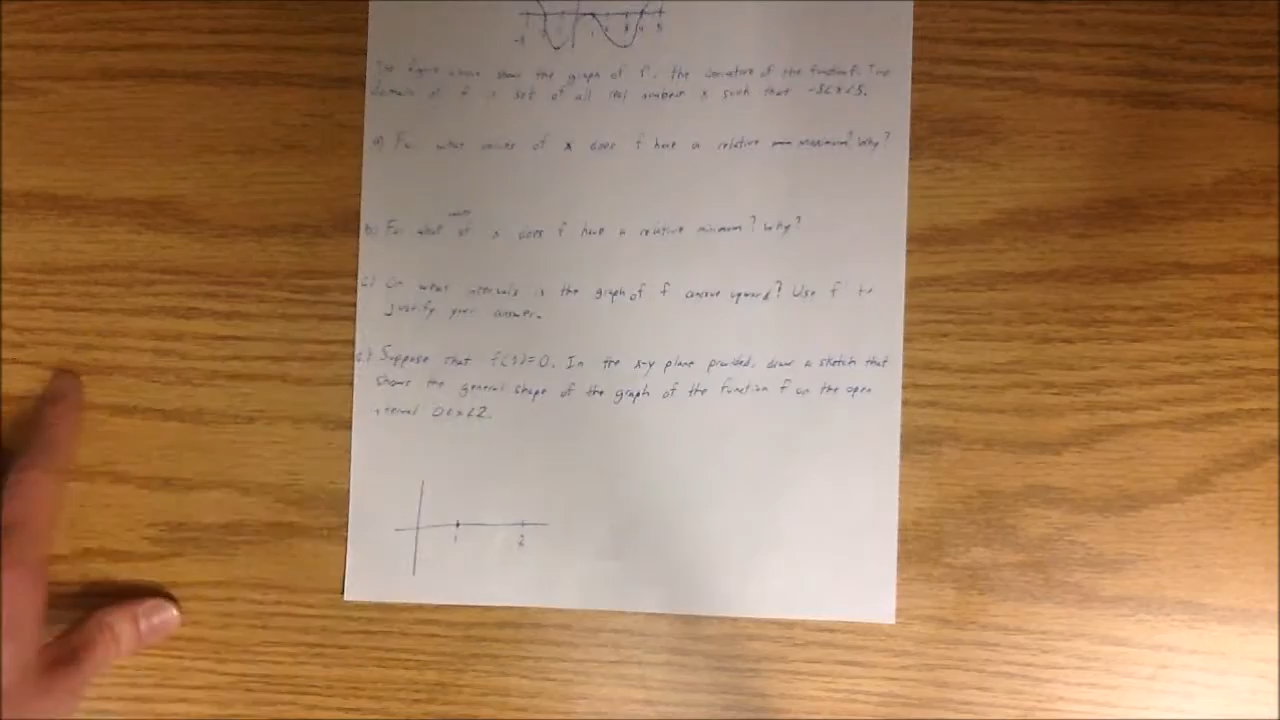 The figure above shows the graph of f', the derivative of the function f. The
domain of f is set of all real numbers x such that -3<x<5.
a) For what values of x does f have a relative maximum? Why?
b) For what values of x does f have a relative minimum? Why?
c) On what intervals is the graph of f concave upward? Use f' to
justify your answer.
d) Suppose that f(1)=0. In the x-y plane provided, draw a sketch that
shows the general shape of the graph of the function f on the open
interval 0<x<2.
1 2